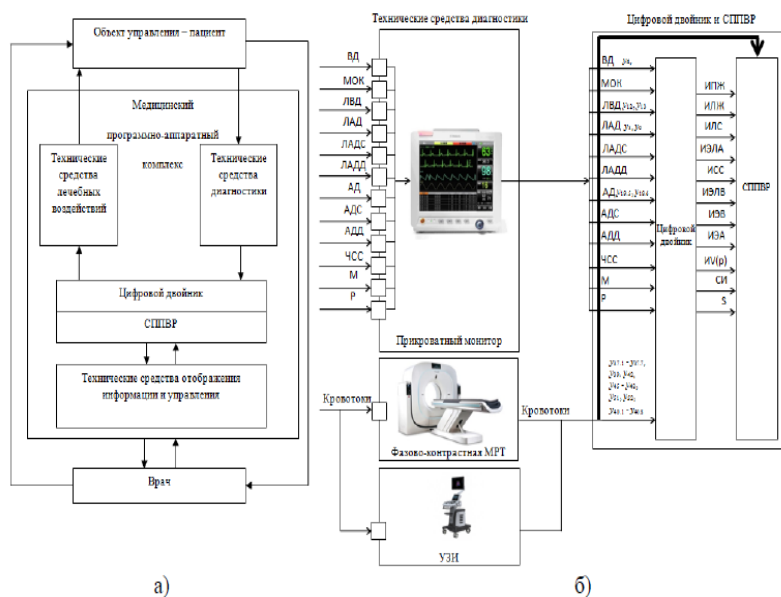 Объект управления – пациент
Медицинский
программно-аппаратный
комплекс
Технические
средства
лечебных
воздействий
Технические
средства
диагностики
Цифровой двойник
СППВР
Технические средства отображения
информации и управления
Врач
а)
Технические средства диагностики
ВД
МОК
ЛВД
ЛАД
ЛАДС
ЛАДД
АД
АДС
АДД
ЧСС
М
Р
Прикроватный монитор
Кровотоки
Фазово-контрастная МРТ
УЗИ
Кровотоки
Цифровой двойник и СППВР
ВД
МОК
ЛВД
ЛАД
ЛАДС
ЛАДД
АД
АДС
АДД
ЧСС
М
Р
Цифровой
двойник
ИПЖ
ИЛЖ
ИЛС
ИЭЛА
ИСС
ИЭЛВ
ИЭВ
ИЭА
ИV(р)
СИ
S
СППВР
б)